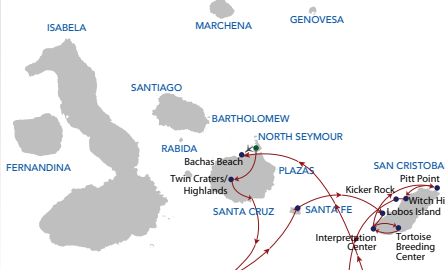 MARCHENA
GENOVESA
ISABELA
SANTIAGO
BARTHOLOMEW
NORTH SEYMOUR
RABIDA
Bachas Beach
FERNANDINA
Twin Craters/
Highlands
PLAZAS
SAN CRISTOBA
Pitt Point
Kicker Rock
Witch Hi
SANTA CRUZ
SANTA FE
Lobos Island
Interpretation
Center
Tortoise
Breeding
Center